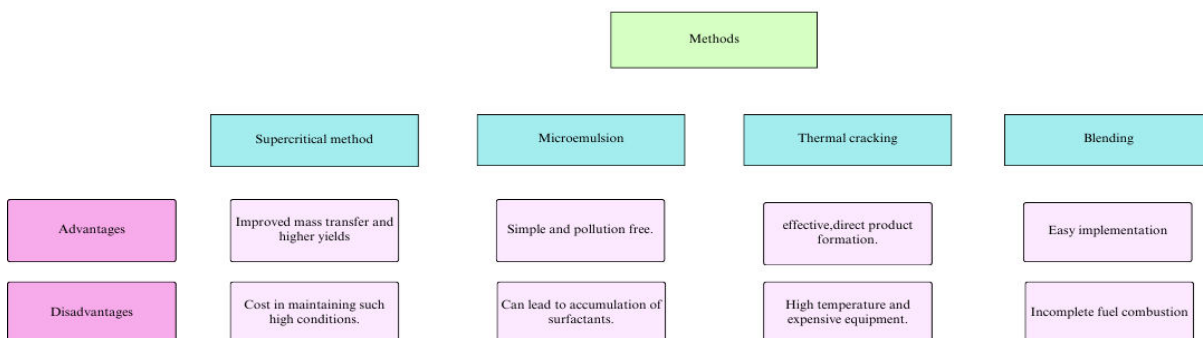 Methods
Supercritical method
Microemulsion
Thermal cracking
Blending
Advantages
Improved mass transfer and
higher yields
Simple and pollution free.
effective,direct product
formation.
Easy implementation
Disadvantages
Cost in maintaining such
high conditions.
Can lead to accumulation of
surfactants.
High temperature and
expensive equipment.
Incomplete fuel combustion